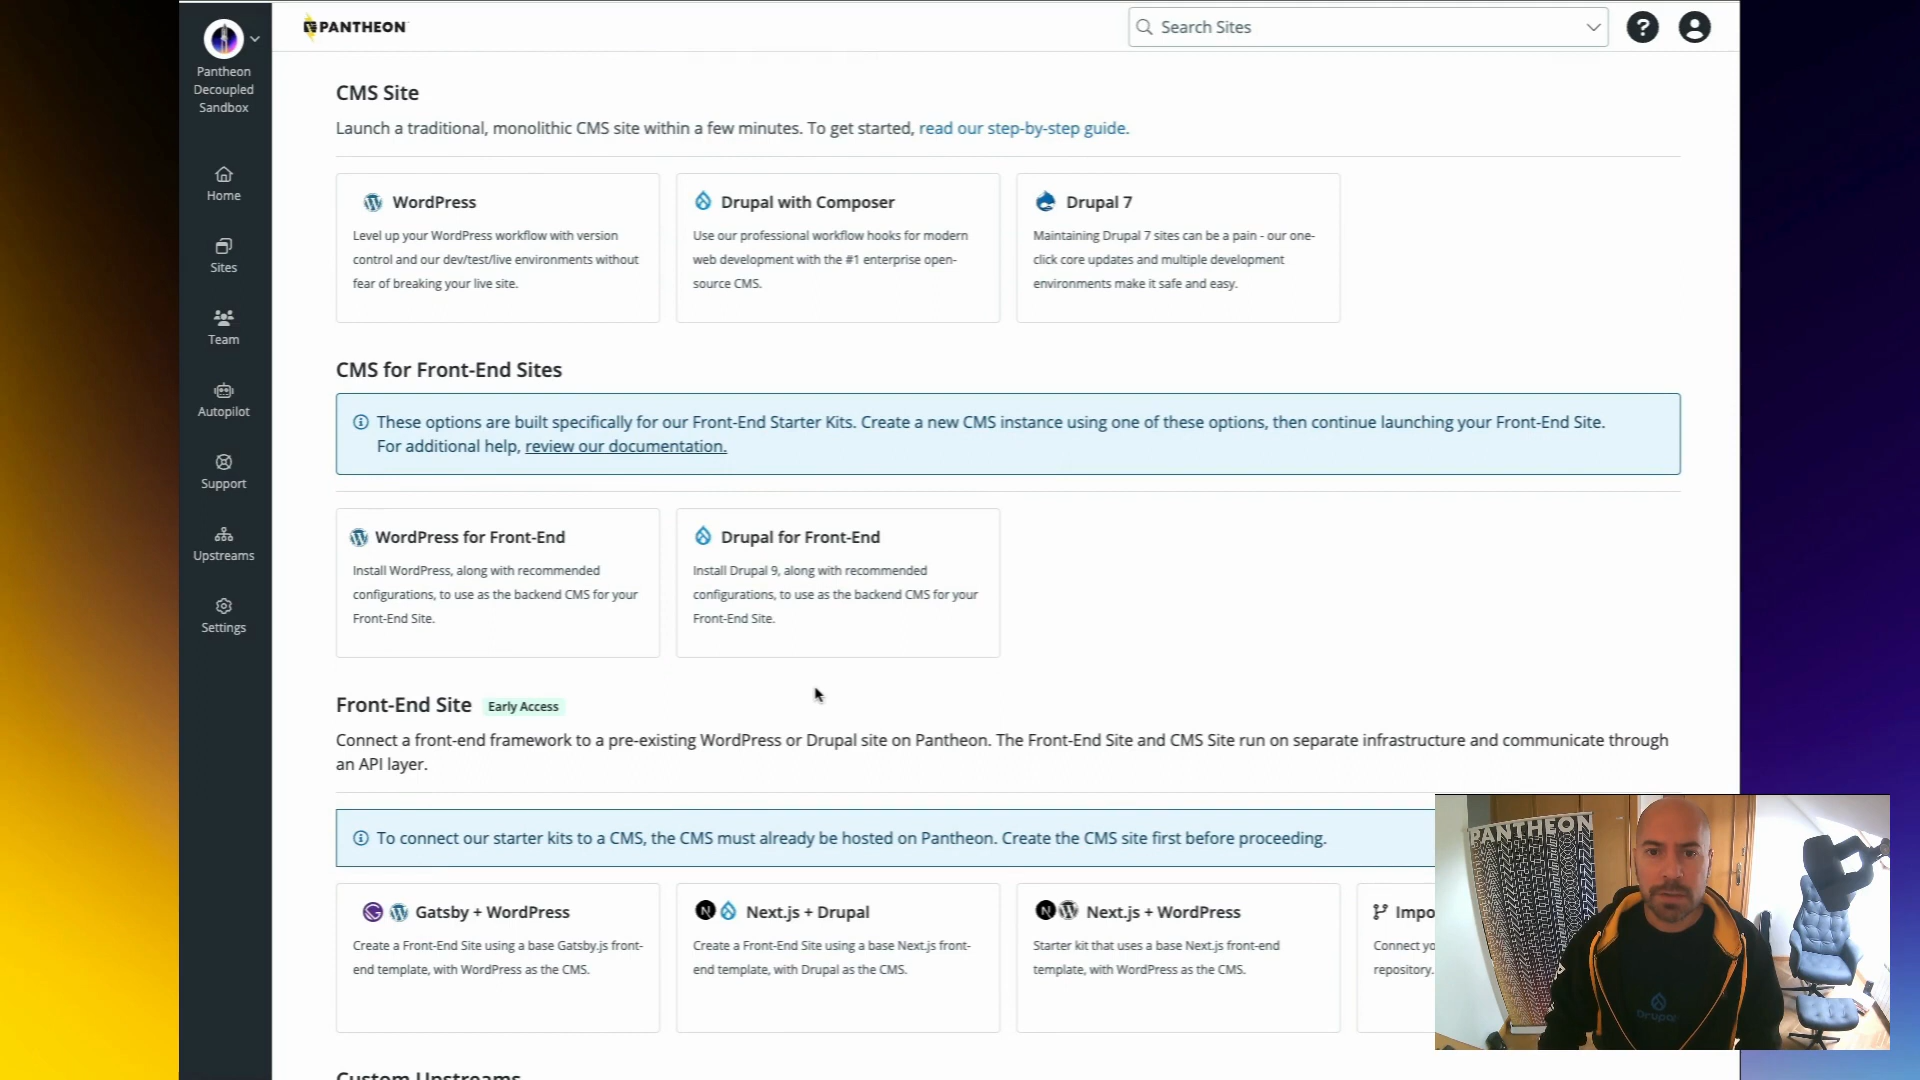 PANTHEON
Search Sites
Pantheon
Decoupled
Sandbox
Home
Sites
Team
Autopilot
Support
Upstreams
Settings
CMS Site
Launch a traditional, monolithic CMS site within a few minutes. To get started, read our step-by-step guide.
WordPress
Level up your WordPress workflow with version
control and our dev/test/live environments without
fear of breaking your live site.
Drupal with Composer
Use our professional workflow hooks for modern
web development with the #1 enterprise open-
source CMS.
Drupal 7
Maintaining Drupal 7 sites can be a pain - our one-
click core updates and multiple development
environments make it safe and easy.
CMS for Front-End Sites
These options are built specifically for our Front-End Starter Kits. Create a new CMS instance using one of these options, then continue launching your Front-End Site.
For additional help, review our documentation.
WordPress for Front-End
Install WordPress, along with recommended
configurations, to use as the backend CMS for your
Front-End Site.
Drupal for Front-End
Install Drupal 9, along with recommended
configurations, to use as the backend CMS for your
Front-End Site.
Front-End Site Early Access
Connect a front-end framework to a pre-existing WordPress or Drupal site on Pantheon. The Front-End Site and CMS Site run on separate infrastructure and communicate through
an API layer.
To connect our starter kits to a CMS, the CMS must already be hosted on Pantheon. Create the CMS site first before proceeding.
Gatsby + WordPress
Create a Front-End Site using a base Gatsby.js front-
end template, with WordPress as the CMS.
Next.js + Drupal
Create a Front-End Site using a base Next.js front-
end template, with Drupal as the CMS.
Next.js + WordPress
Starter kit that uses a base Next.js front-end
template, with WordPress as the CMS.
Impo
Connect yo
repository.
PANTHEON
Drupal
Custom Upstreams